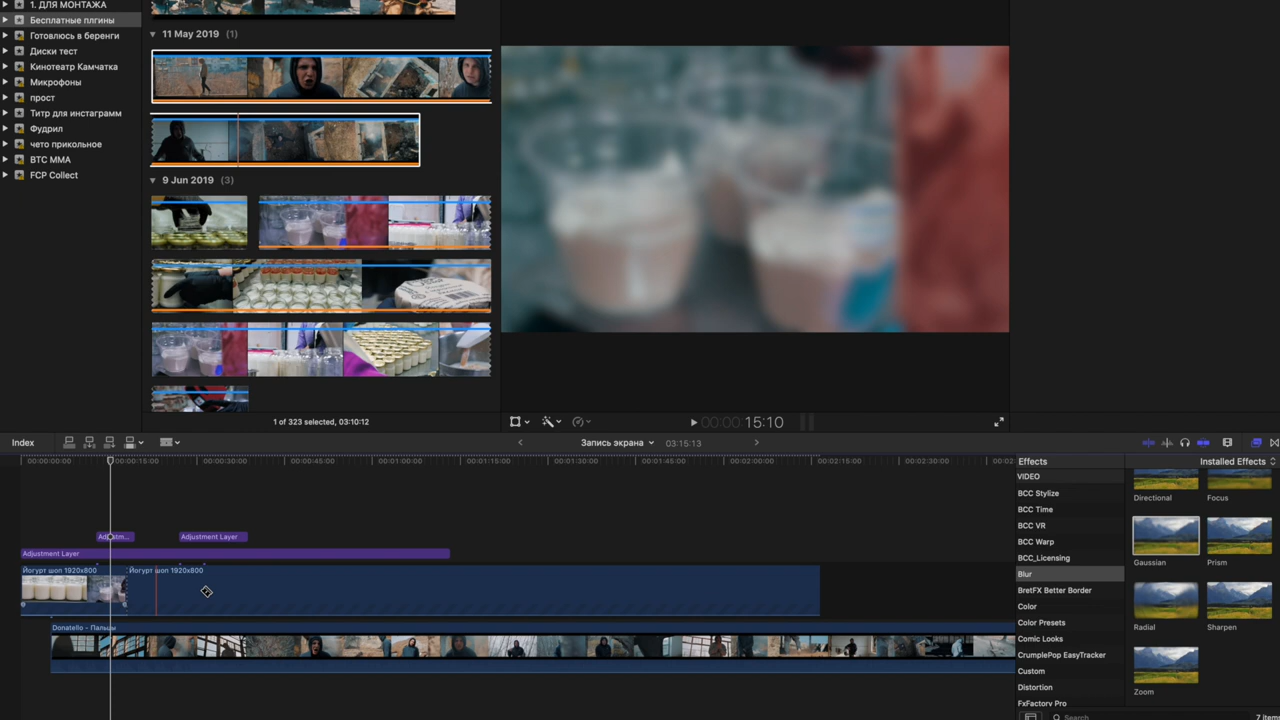 1. ДЛЯ МОНТАЖА
Бесплатные плгины
Готовлюсь в беренги
Диски тест
Кинотеатр Камчатка
Микрофоны
прост
Титр для инстаграмм
Фудрил
чето прикольное
BTC MMA
FCP Collect
11 May 2019 (1)
9 Jun 2019 (3)
1 of 323 selected, 03:10:12
00:00:00 15:10
Index
Запись экрана
03:15:13
00:00:00:00
00:00:15:00
00:00:30:00
00:00:45:00
00:01:00:00
00:01:15:00
00:01:30:00
00:01:45:00
00:02:00:00
00:02:15:00
00:02:30:00
00:02:
Adjustm...
Adjustment Layer
Adjustment Layer
Йогурт шоп 1920x800
Йогурт шоп 1920x800
Donatello - Пальцы
Effects
Installed Effects
VIDEO
BCC Stylize
BCC Time
BCC VR
BCC Warp
BCC_Licensing
Blur
BretFX Better Border
Color
Color Presets
Comic Looks
CrumplePop EasyTracker
Custom
Distortion
FxFactory Pro
Directional
Focus
Gaussian
Prism
Radial
Sharpen
Zoom
Search
7 item